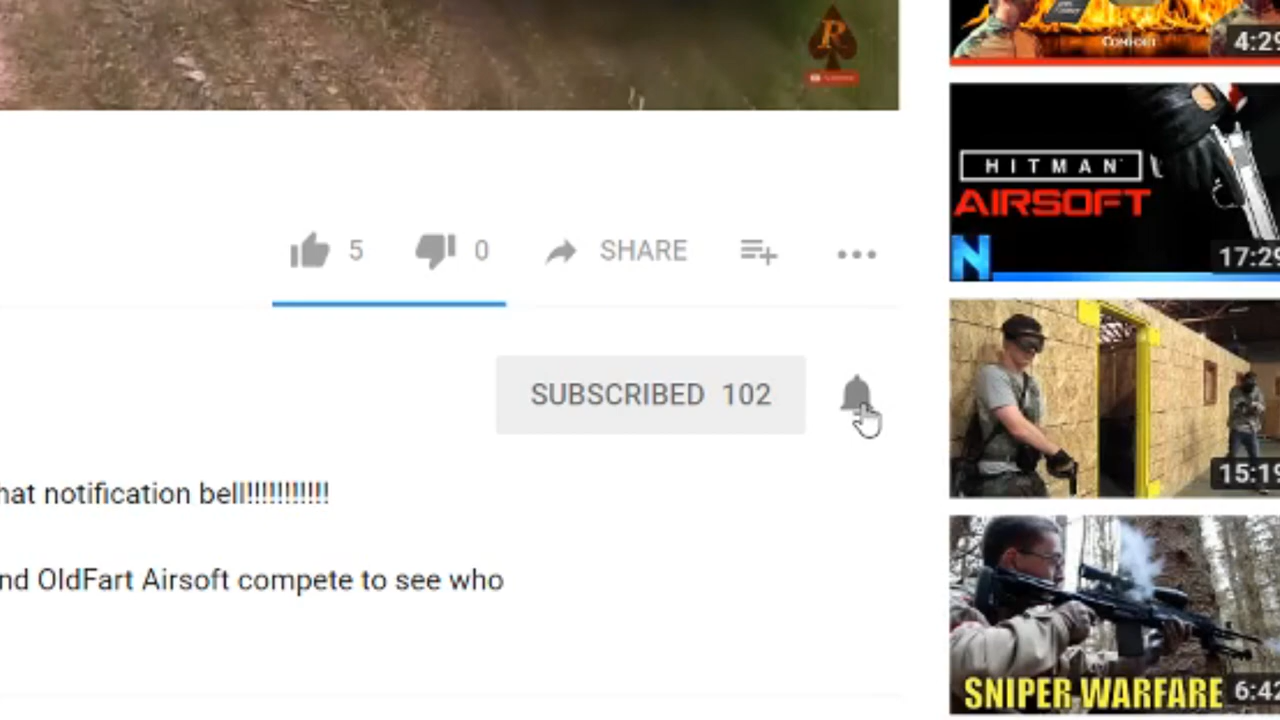 R
COMFORT
4:29
HITMAN
AIRSOFT
N
17:29
5 0 SHARE
SUBSCRIBED 102
15:19
hat notification bell!!!!!!!!!!!
nd OldFart Airsoft compete to see who
SNIPER WARFARE 6:42